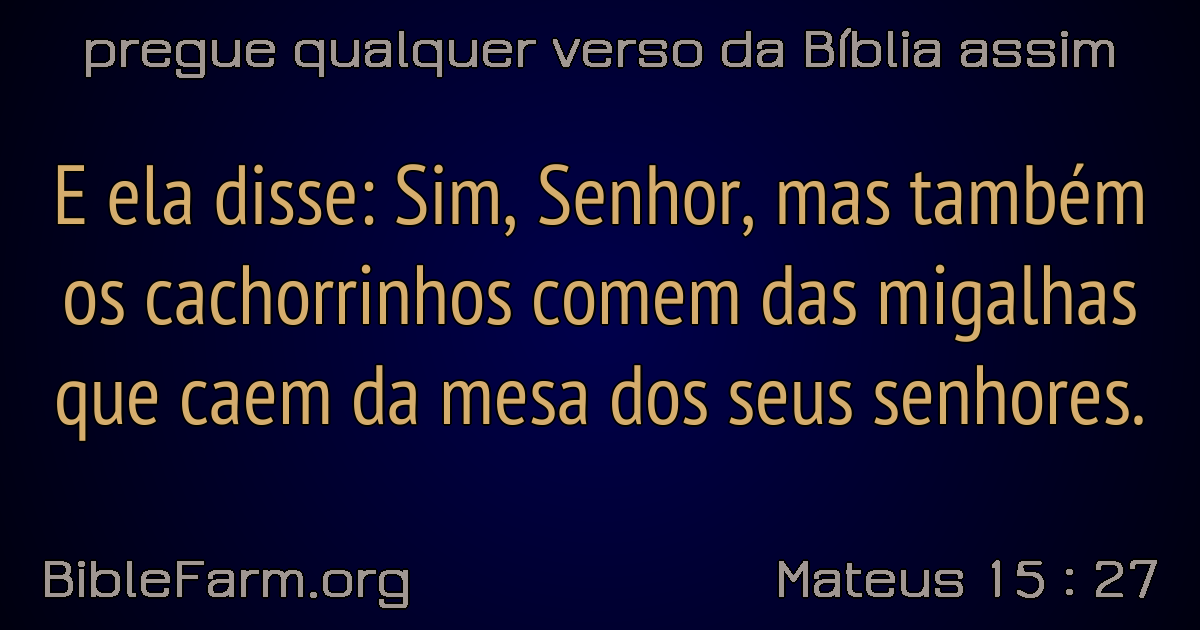 pregue qualquer verso da Bíblia assim
E ela disse: Sim, Senhor, mas também
os cachorrinhos comem das migalhas
que caem da mesa dos seus senhores.
BibleFarm.org
Mateus 15 : 27